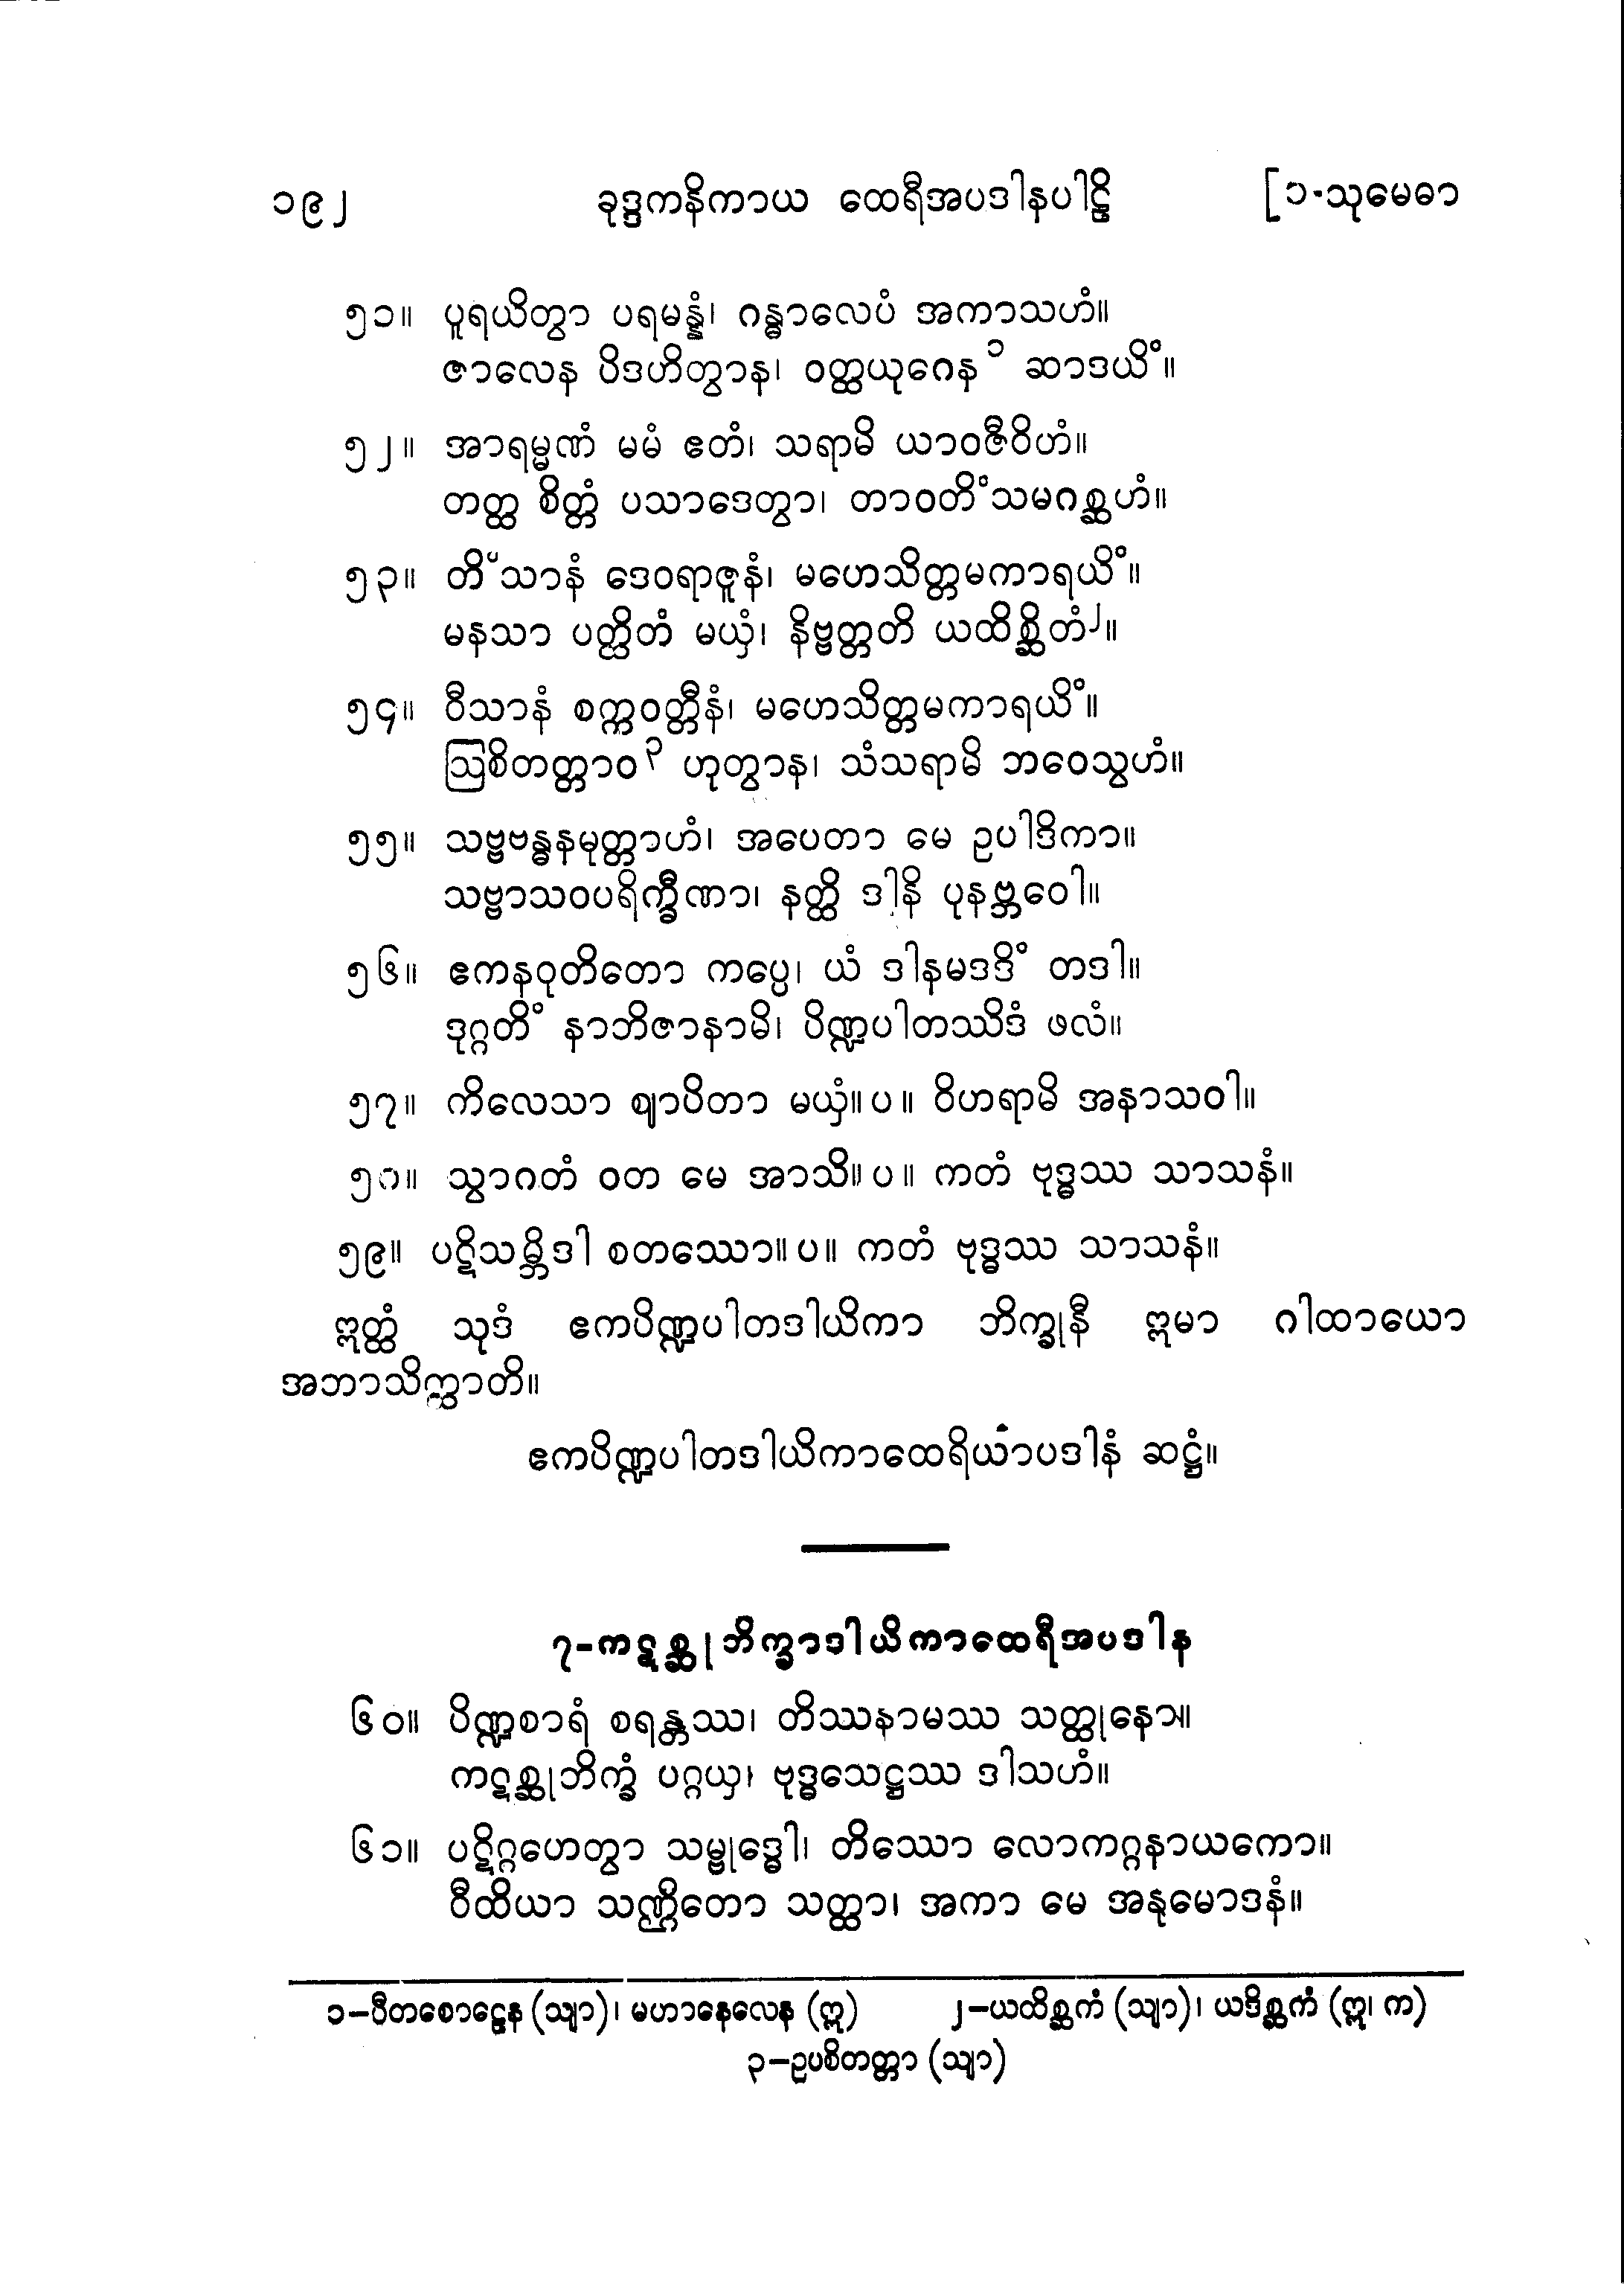 ၁၉၂ ခုဒ္ဒကနိကာယ ထေရီအပဒါနပါဠိ [၁-သုမေဓာ
၅၁။ ပူရယိတွာ ပရမန္နံ၊ ဂန္ဓာလေပံ အကာသဟံ။
ဇာလေန ပိဒဟိတွာန၊ ဝတ္ထယုဂေန ၁ ဆာဒယိံ။
၅၂။ အာရမ္မဏံ မမံ ဧတံ၊ သရာမိ ယာဝဇီဝိဟံ။
တတ္ထ စိတ္တံ ပသာဒေတွာ၊ တာဝတိံသမဂစ္ဆဟံ။
၅၃။ တိံသာနံ ဒေဝရာဇူနံ၊ မဟေသိတ္တမကာရယိံ။
မနသာ ပတ္ထိတံ မယှံ၊ နိဗ္ဗတ္တတိ ယထိစ္ဆိတံ၂။
၅၄။ ဝီသာနံ စက္ကဝတ္တီနံ၊ မဟေသိတ္တမကာရယိံ။
ဩစိတတ္တာဝ၃ ဟုတွာန၊ သံသရာမိ ဘဝေသွဟံ။
၅၅။ သဗ္ဗဗန္ဓနမုတ္တာဟံ၊ အပေတာ မေ ဥပါဒိကာ။
သဗ္ဗာသဝပရိက္ခီဏာ၊ နတ္ထိ ဒါနိ ပုနဗ္ဘဝေါ။
၅၆။ ဧကနဝုတိတော ကပ္ပေ၊ ယံ ဒါနမဒဒိံ တဒါ။
ဒုဂ္ဂတိံ နာဘိဇာနာမိ၊ ပိဏ္ဍပါတဿိဒံ ဖလံ။
၅၇။ ကိလေသာ ဈာပိတာ မယှံ။ပ။ ဝိဟရာမိ အနာသဝါ။
၅၈။ သွာဂတံ ဝတ မေ အာသိ။ပ။ ကတံ ဗုဒ္ဓဿ သာသနံ။
၅၉။ ပဋိသမ္ဘိဒါ စတဿော။ပ။ ကတံ ဗုဒ္ဓဿ သာသနံ။
ဣတ္ထံ သုဒံ ဧကပိဏ္ဍပါတဒါယိကာ ဘိက္ခုနီ ဣမာ ဂါထာယော
အဘာသိတ္ထာတိ။
ဧကပိဏ္ဍပါတဒါယိကာထေရိယာပဒါနံ ဆဋ္ဌံ။
၇-ကဋစ္ဆုဘိက္ခာဒါယိကာထေရီအပဒါန
၆၀။ ပိဏ္ဍစာရံ စရန္တဿ၊ တိဿနာမဿ သတ္ထုနော။
ကဋစ္ဆုဘိက္ခံ ပဂ္ဂယှ၊ ဗုဒ္ဓသေဋ္ဌဿ ဒါသဟံ။
၆၁။ ပဋိဂ္ဂဟေတွာ သမ္ဗုဒ္ဓေါ၊ တိဿော လောကဂ္ဂနာယကော။
ဝီထိယာ သဏ္ဌိတော သတ္ထာ၊ အကာ မေ အနုမောဒနံ။
၁–ပီတစောဠေန (သျာ)၊ မဟာနေလေန (ဣ) ၂–ယထိစ္ဆကံ (သျာ)၊ ယဒိစ္ဆကံ (ဣ၊ က)
၃–ဥပစိတတ္တာ (သျာ)